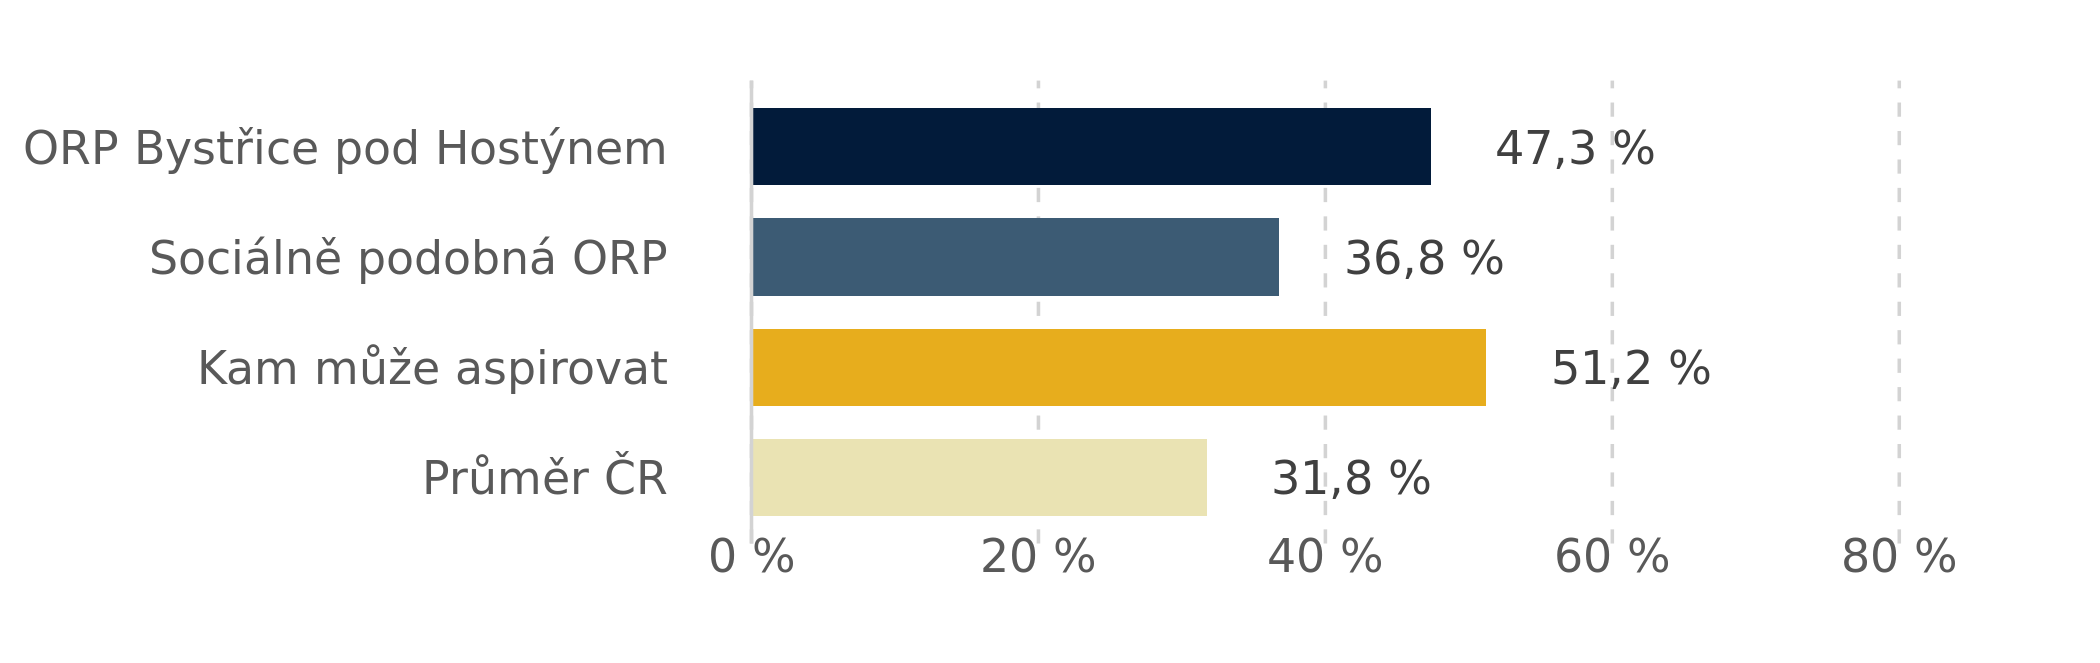 ORP Bystřice pod Hostýnem 47,3 %
Sociálně podobná ORP 36,8 %
Kam může aspirovat 51,2 %
Průměr ČR 31,8 %
0 % 20 % 40 % 60 % 80 %